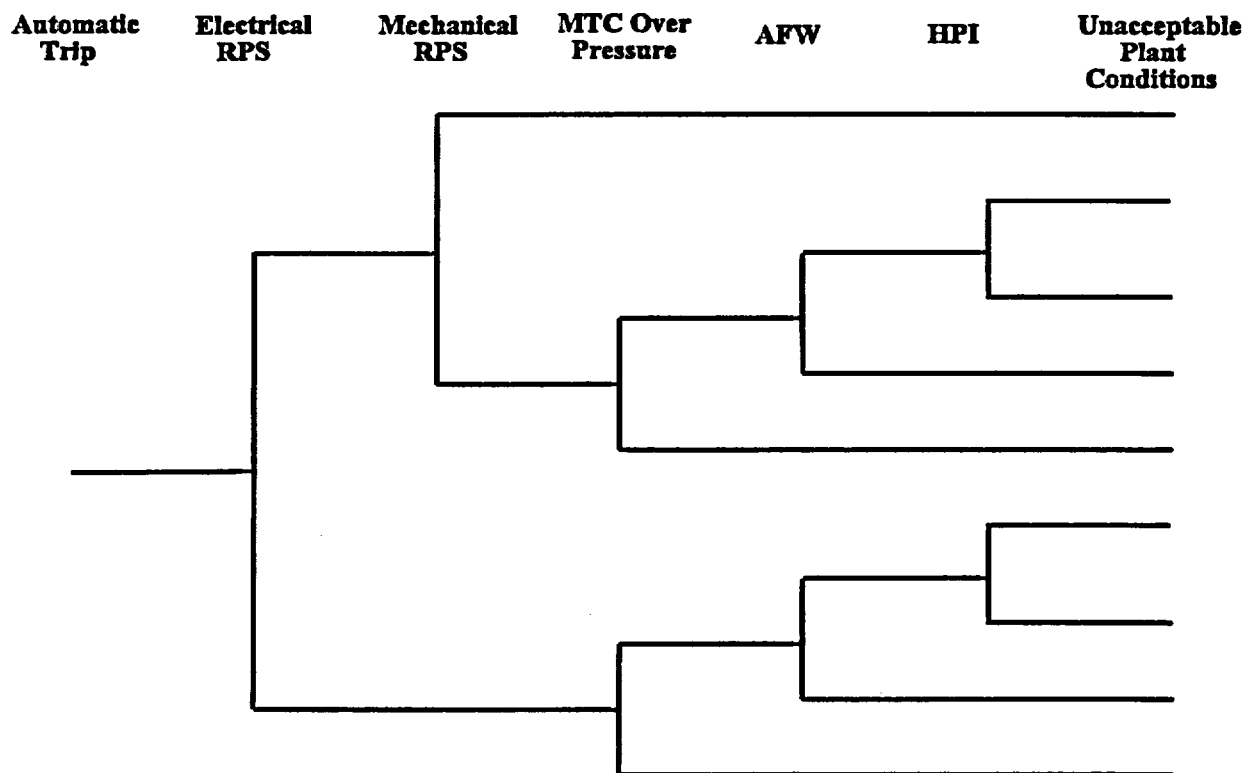 Automatic
Trip
Electrical
RPS
Mechanical
RPS
MTC Over
Pressure
AFW
HPI
Unacceptable
Plant
Conditions